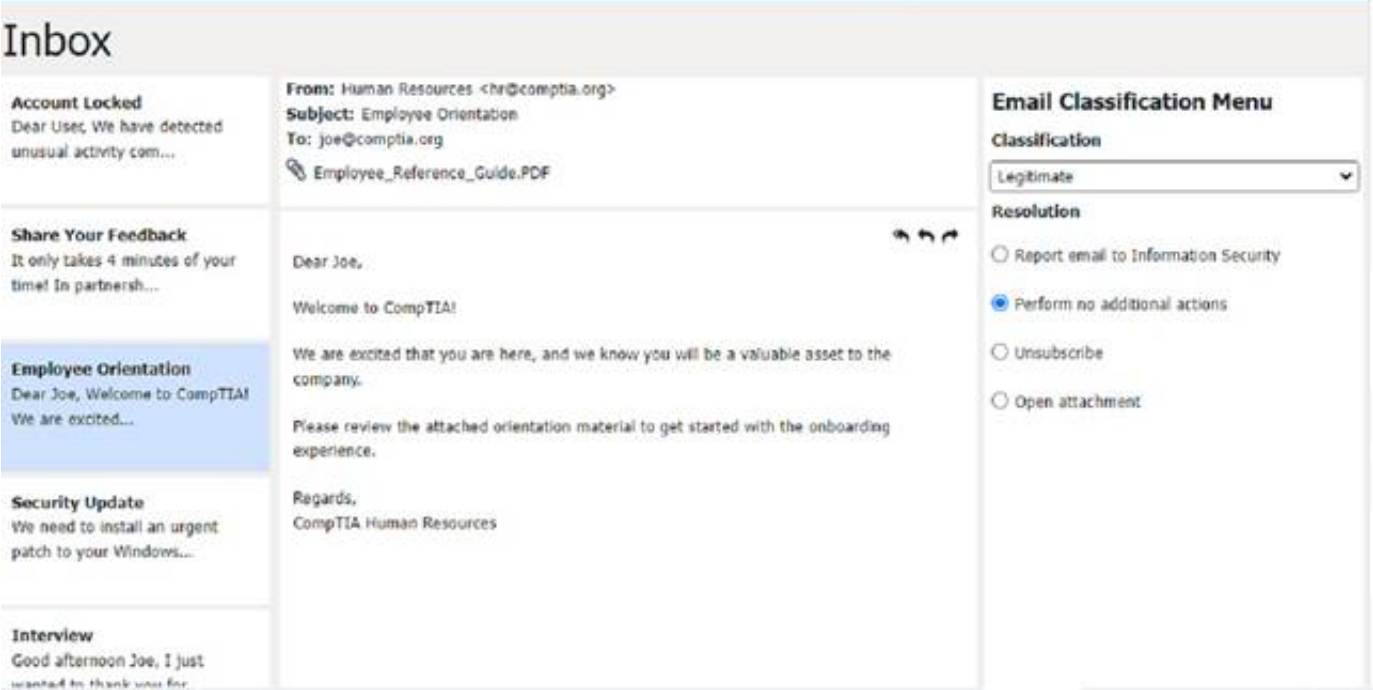 Inbox
Account Locked
Dear User, We have detected
unusual activity com...
Share Your Feedback
It only takes 4 minutes of your
time! In partnersh...
Employee Orientation
Dear Joe, Welcome to CompTIA!
We are excited...
Security Update
We need to install an urgent
patch to your Windows...
Interview
Good afternoon Joe, I just
wanted to thank you for
From: Human Resources <hr@comptia.org>
Subject: Employee Orientation
To: joe@comptia.org
Employee_Reference_Guide.PDF
Dear Joe,
Welcome to CompTIA!
We are excited that you are here, and we know you will be a valuable asset to the
company.
Please review the attached orientation material to get started with the onboarding
experience.
Regards,
CompTIA Human Resources
Email Classification Menu
Classification
Legitimate
Resolution
Report email to Information Security
Perform no additional actions
Unsubscribe
Open attachment